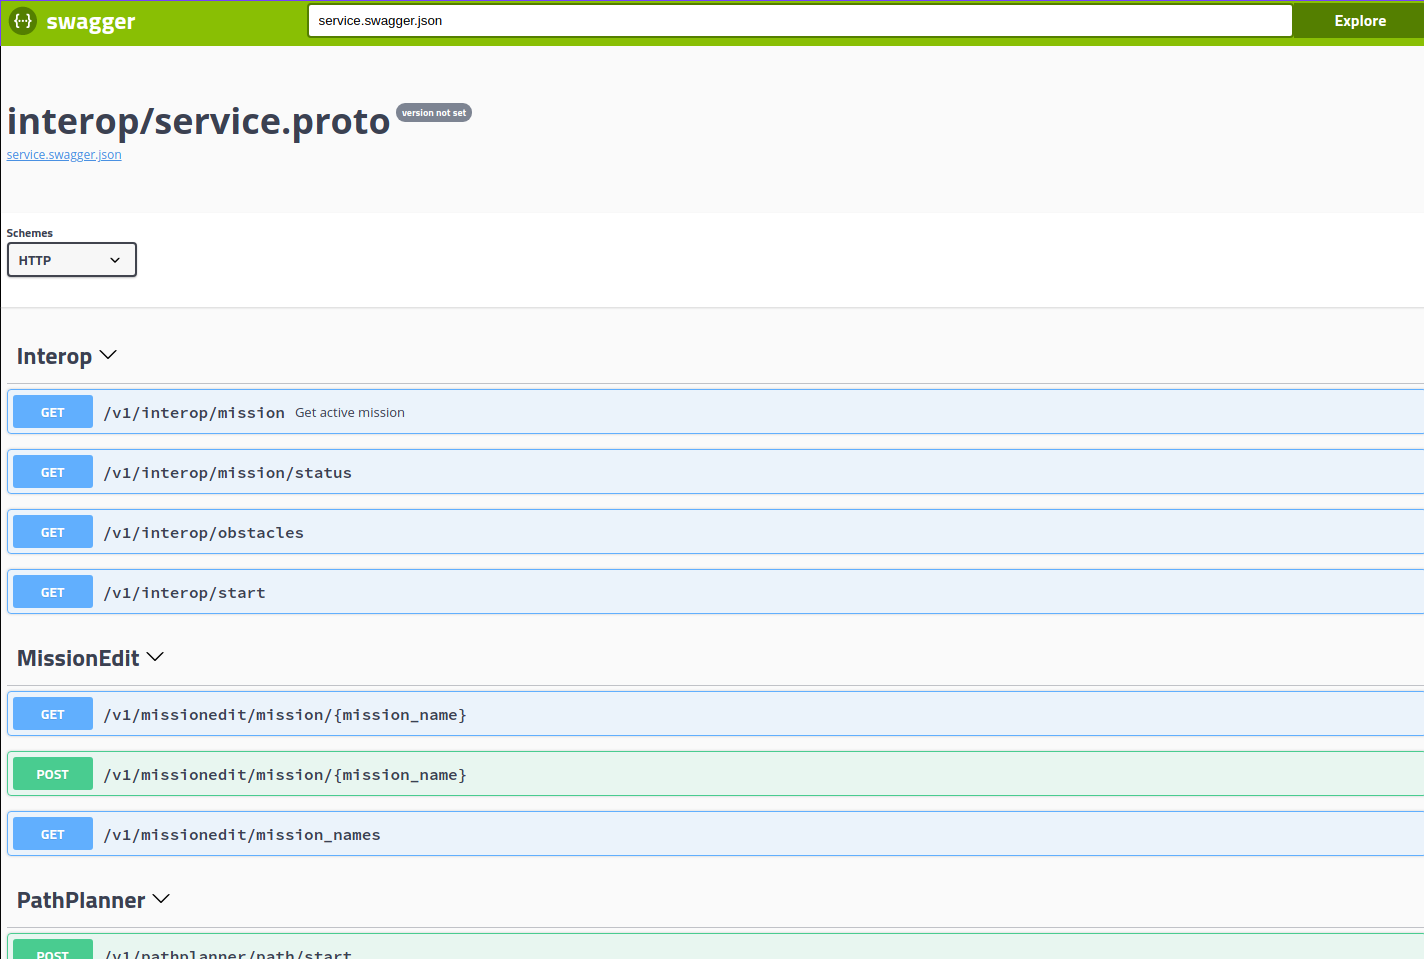 {···} swagger service.swagger.json Explore
interop/service.proto version not set
service.swagger.json
Schemes
HTTP
Interop
GET /v1/interop/mission Get active mission
GET /v1/interop/mission/status
GET /v1/interop/obstacles
GET /v1/interop/start
MissionEdit
GET /v1/missionedit/mission/{mission_name}
POST /v1/missionedit/mission/{mission_name}
GET /v1/missionedit/mission_names
PathPlanner
POST /v1/pathplanner/path/start